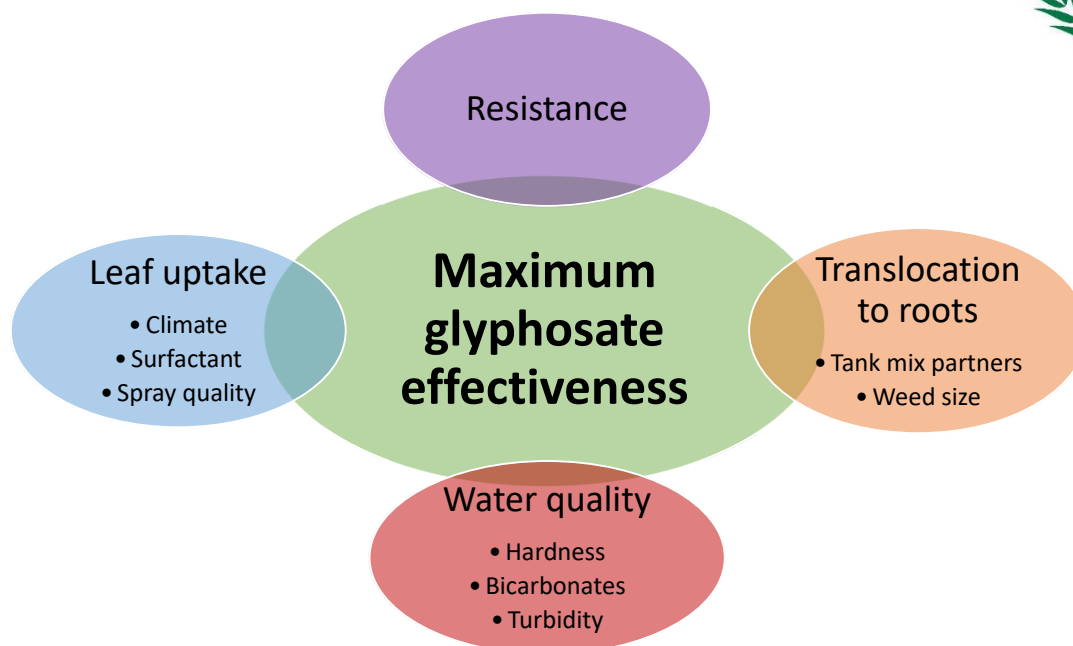 Resistance
Leaf uptake
• Climate
• Surfactant
• Spray quality
Maximum
glyphosate
effectiveness
Translocation
to roots
• Tank mix partners
• Weed size
Water quality
• Hardness
• Bicarbonates
• Turbidity